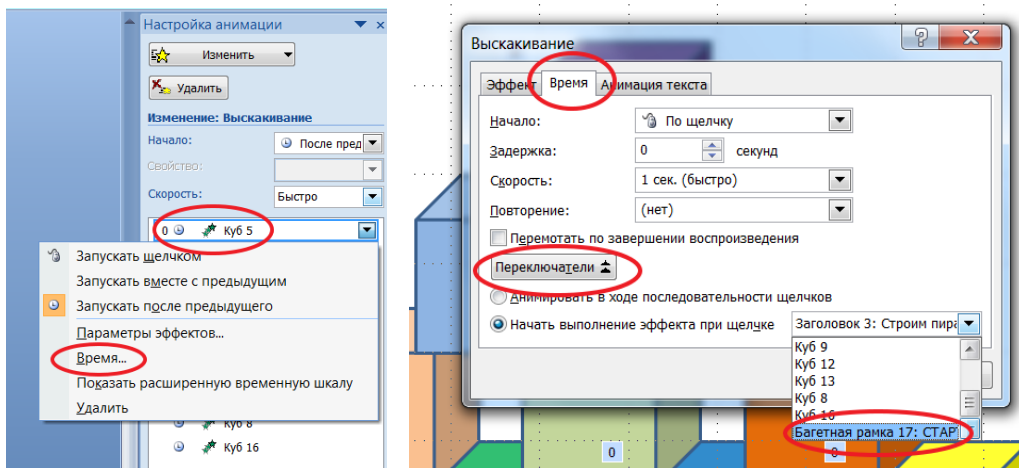 Настройка анимации
Изменить
Удалить
Изменение: Выскакивание
Начало: После пред
Свойство:
Скорость: Быстро
0 Куб 5
Запускать щелчком
Запускать вместе с предыдущим
Запускать после предыдущего
Параметры эффектов...
Время...
Показать расширенную временную шкалу
Удалить
Куб 8
Куб 16
Выскакивание
Эффект Время Анимация текста
Начало: По щелчку
Задержка: 0 секунд
Скорость: 1 сек. (быстро)
Повторение: (нет)
Перемотать по завершении воспроизведения
Переключатели
Анимировать в ходе последовательности щелчков
Начать выполнение эффекта при щелчке Заголовок 3: Строим пира
Куб 9
Куб 12
Куб 13
Куб 8
Куб 16
Багетная рамка 17: СТАР
0
0